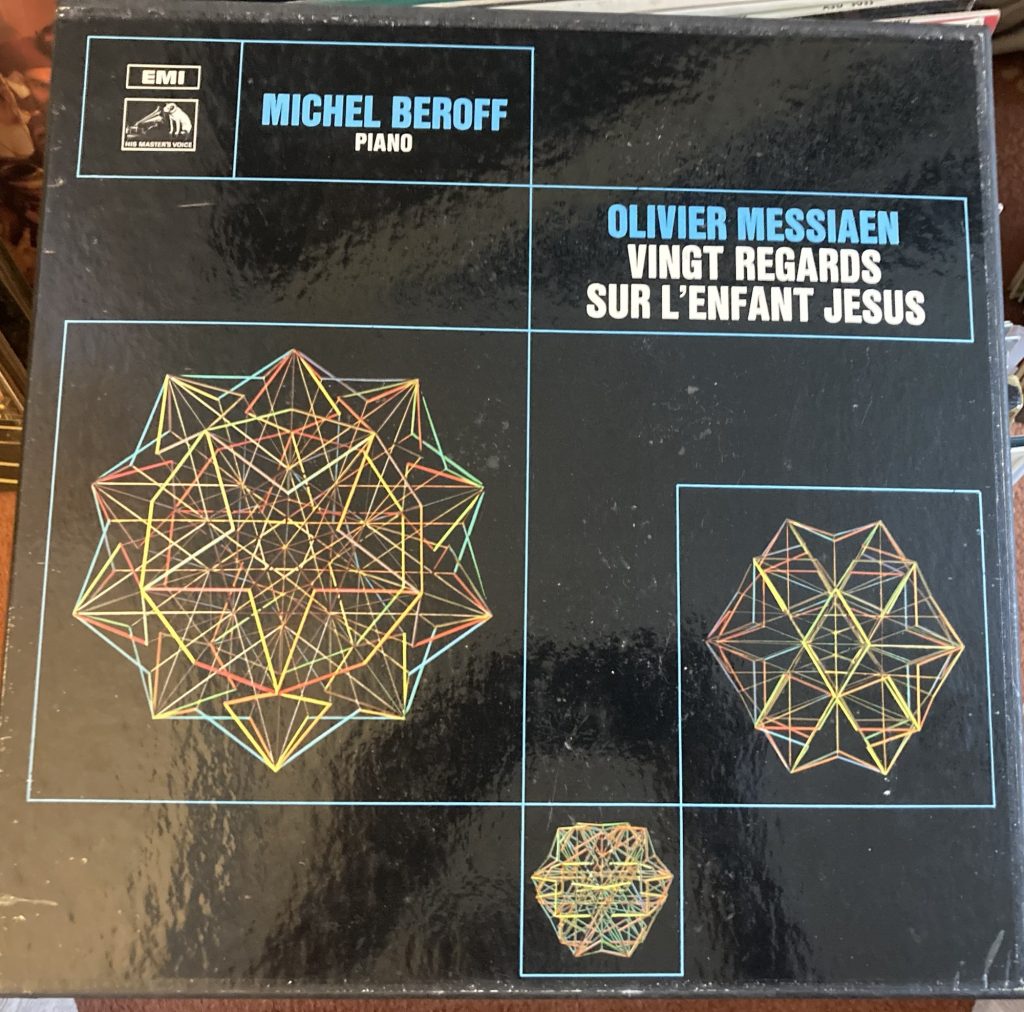 EMI
HIS MASTER'S VOICE
MICHEL BEROFF
PIANO
OLIVIER MESSIAEN
VINGT REGARDS
SUR L'ENFANT JESUS